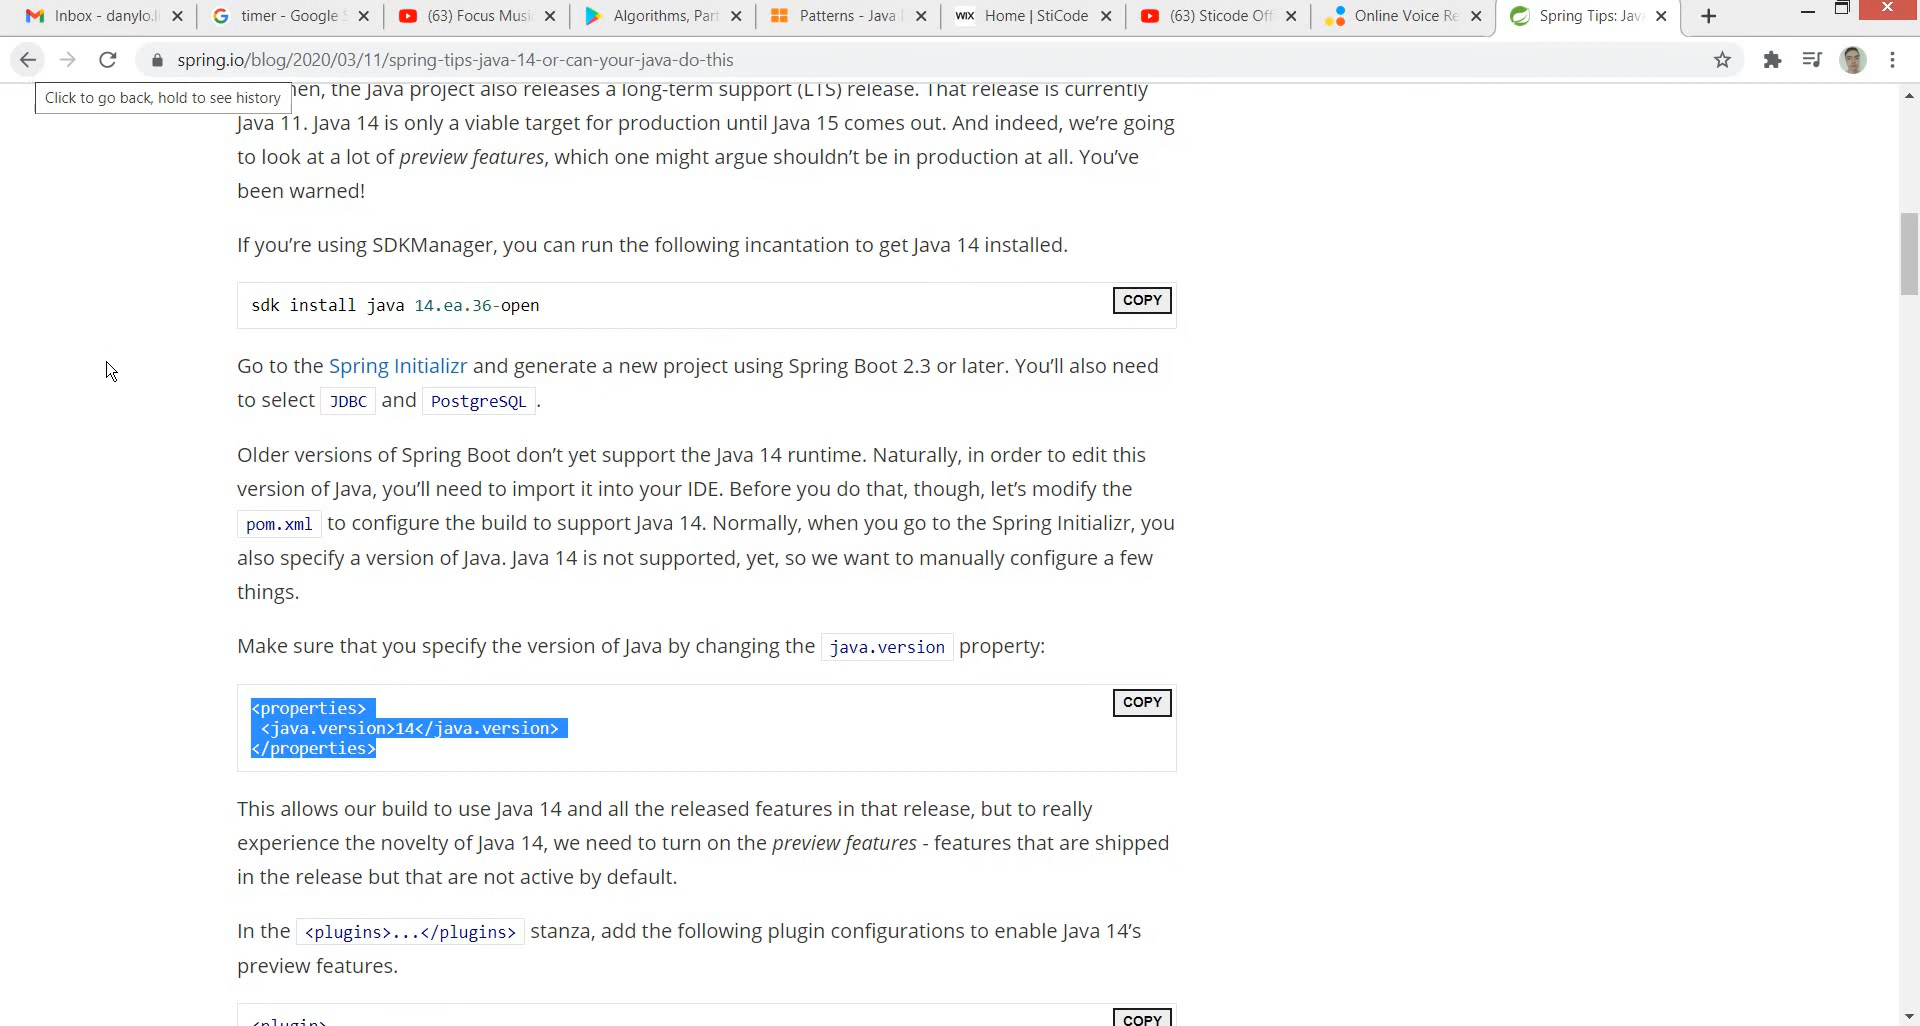 Inbox - danylo.l
timer - Google S
(63) Focus Music
Algorithms, Part
Patterns - Java
Home | StiCode
(63) Sticode Off
Online Voice Re
Spring Tips: Jav
spring.io/blog/2020/03/11/spring-tips-java-14-or-can-your-java-do-this
Click to go back, hold to see history
hen, the Java project also releases a long-term support (LTS) release. That release is currently
Java 11. Java 14 is only a viable target for production until Java 15 comes out. And indeed, we’re going
to look at a lot of preview features, which one might argue shouldn’t be in production at all. You’ve
been warned!
If you’re using SDKManager, you can run the following incantation to get Java 14 installed.
sdk install java 14.ea.36-open
COPY
Go to the Spring Initializr and generate a new project using Spring Boot 2.3 or later. You’ll also need
to select JDBC and PostgreSQL .
Older versions of Spring Boot don’t yet support the Java 14 runtime. Naturally, in order to edit this
version of Java, you’ll need to import it into your IDE. Before you do that, though, let’s modify the
pom.xml to configure the build to support Java 14. Normally, when you go to the Spring Initializr, you
also specify a version of Java. Java 14 is not supported, yet, so we want to manually configure a few
things.
Make sure that you specify the version of Java by changing the java.version property:
<properties>
<java.version>14</java.version>
</properties>
COPY
This allows our build to use Java 14 and all the released features in that release, but to really
experience the novelty of Java 14, we need to turn on the preview features - features that are shipped
in the release but that are not active by default.
In the <plugins>...</plugins> stanza, add the following plugin configurations to enable Java 14’s
preview features.
<plugin>
COPY